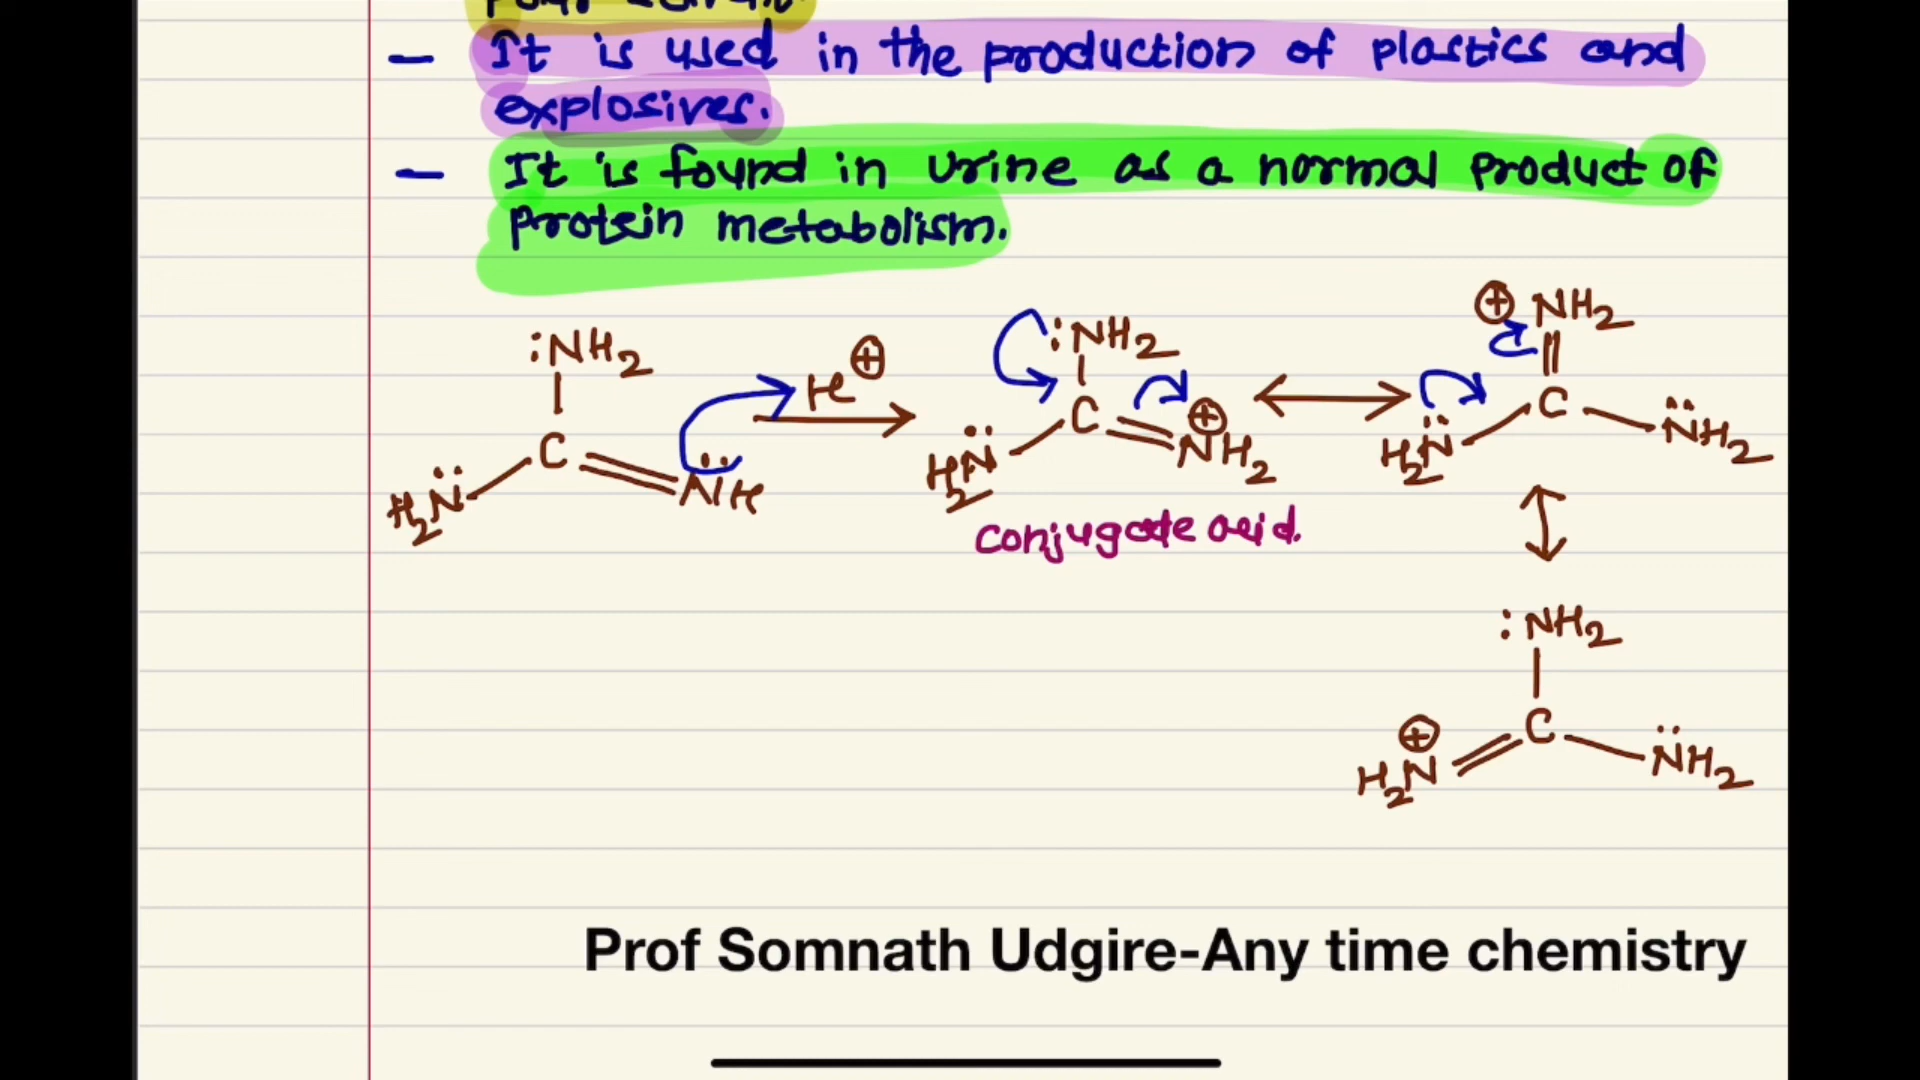 - It is used in the production of plastics and
explosives.
- It is found in urine as a normal product of
protein metabolism.
:NH2
C
H2N
NH
H⊕
:NH2
C
H2N
⊕
NH2
conjugate acid.
⊕NH2
C
H2N
NH2
:NH2
⊕
C
H2N
NH2
Prof Somnath Udgire-Any time chemistry